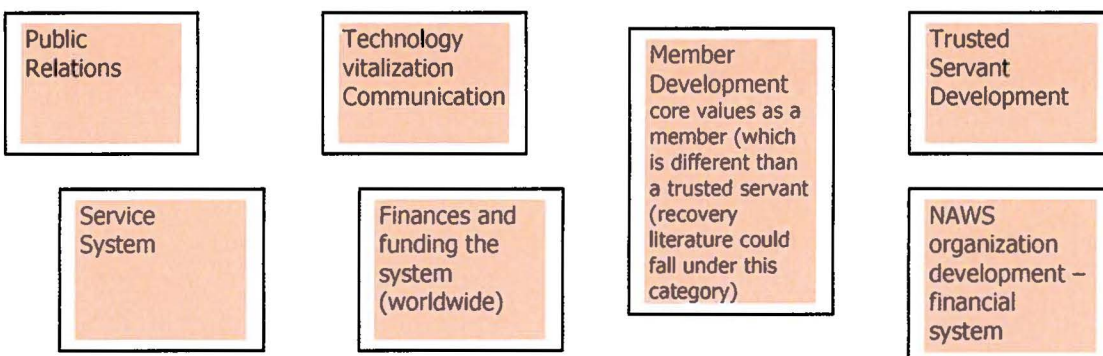 Public
Relations
Technology
vitalization
Communication
Member
Development
core values as a
member (which
is different than
a trusted servant
(recovery
literature could
fall under this
category)
Trusted
Servant
Development
Service
System
Finances and
funding the
system
(worldwide)
NAWS
organization
development –
financial
system